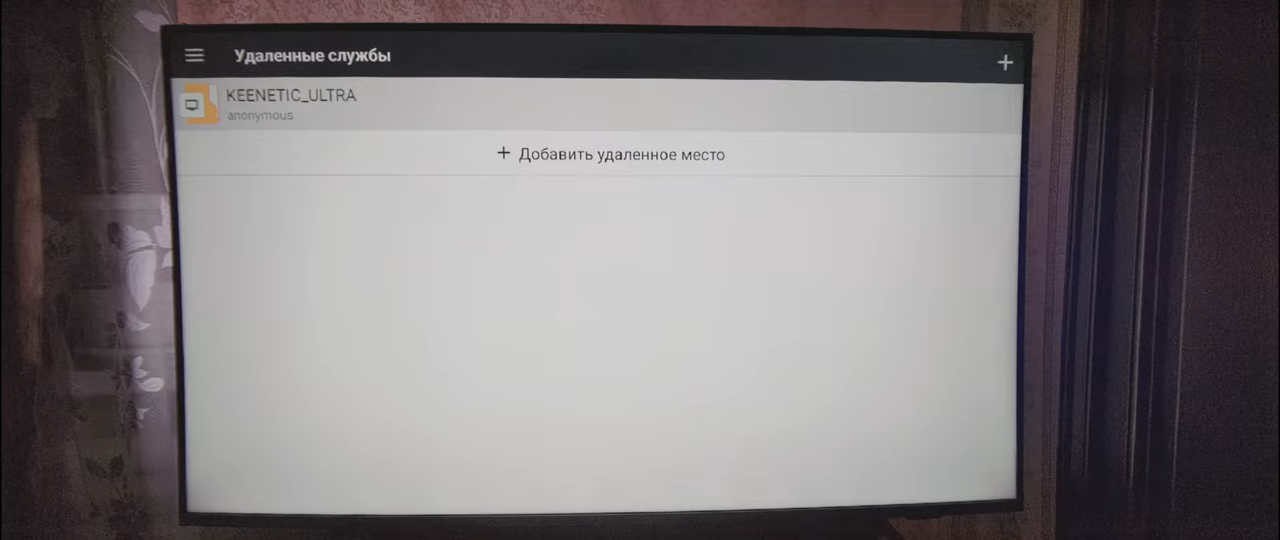 Удаленные службы
KEENETIC_ULTRA
anonymous
+ Добавить удаленное место